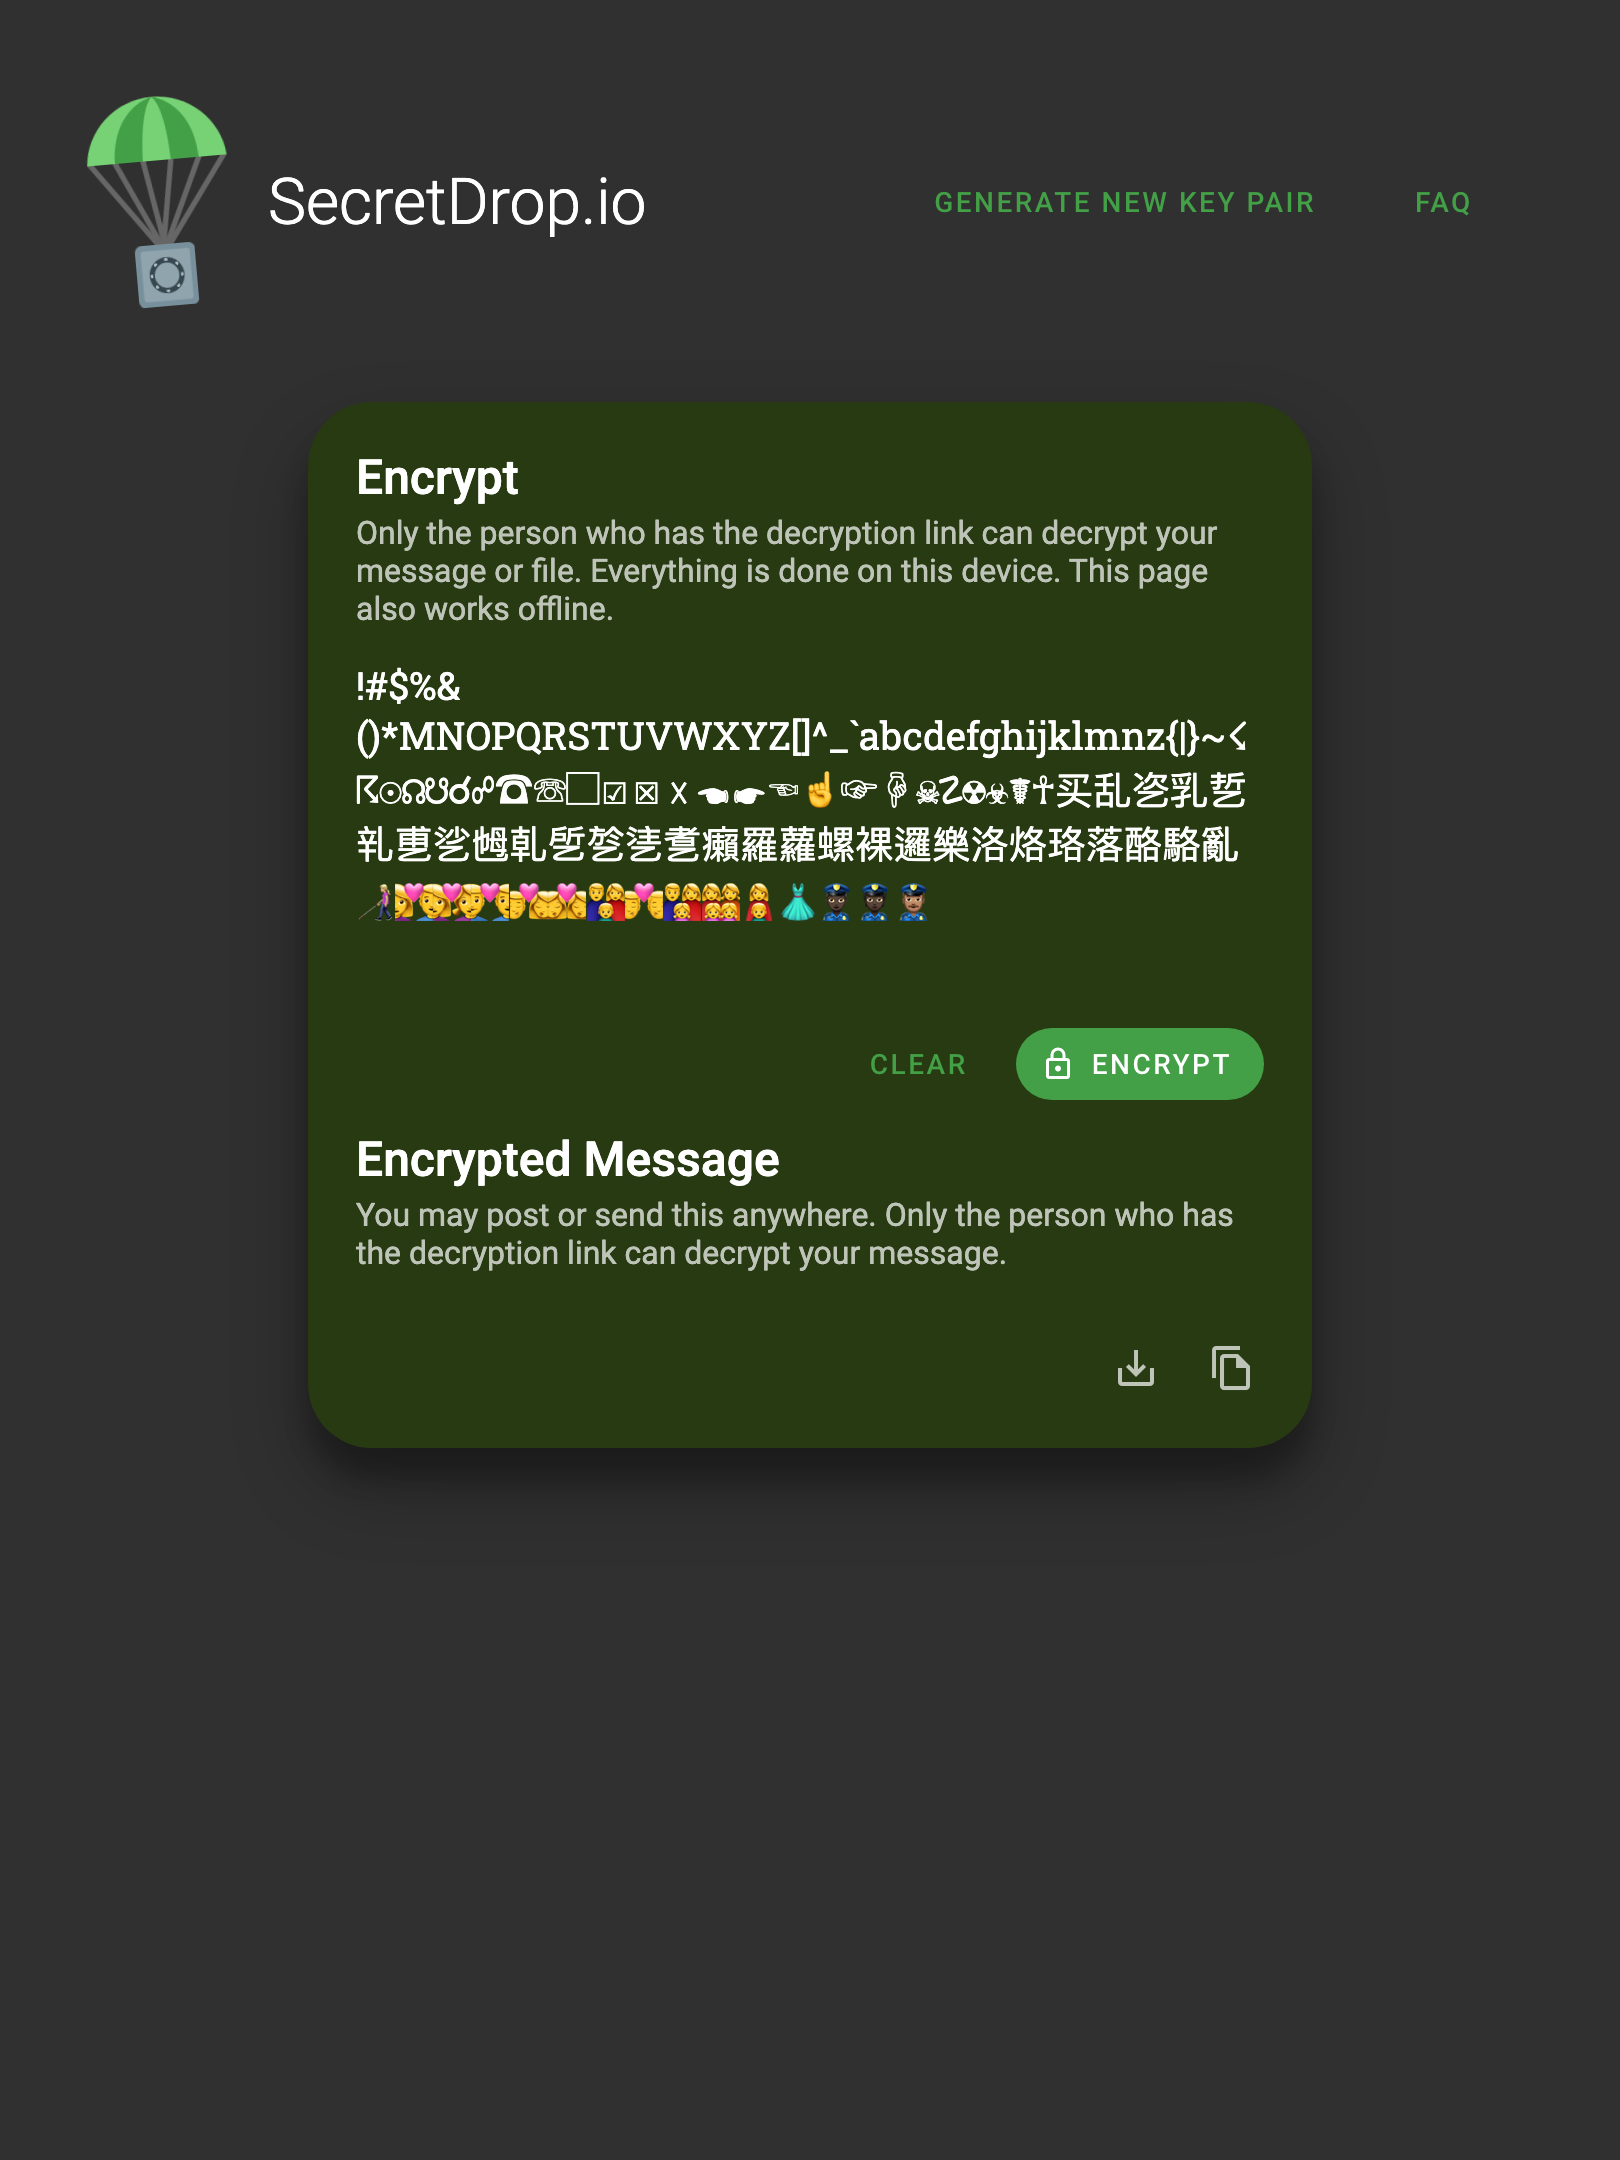 SecretDrop.io
GENERATE NEW KEY PAIR
FAQ
Encrypt
Only the person who has the decryption link can decrypt your
message or file. Everything is done on this device. This page
also works offline.
!#$%&
()*MNOPQRSTUVWXYZ[]^_`abcdefghijklmnz{|}~☇
☈☉☊☋☌☍☎☏☐☑☒☓☚☛☜☝☞☟☠☡☢☣☤☥买乱乲乳乴
乵乶乷乸乹乺乻乼乽癩羅蘿螺裸邏樂洛烙珞落酪駱亂
CLEAR
ENCRYPT
Encrypted Message
You may post or send this anywhere. Only the person who has
the decryption link can decrypt your message.